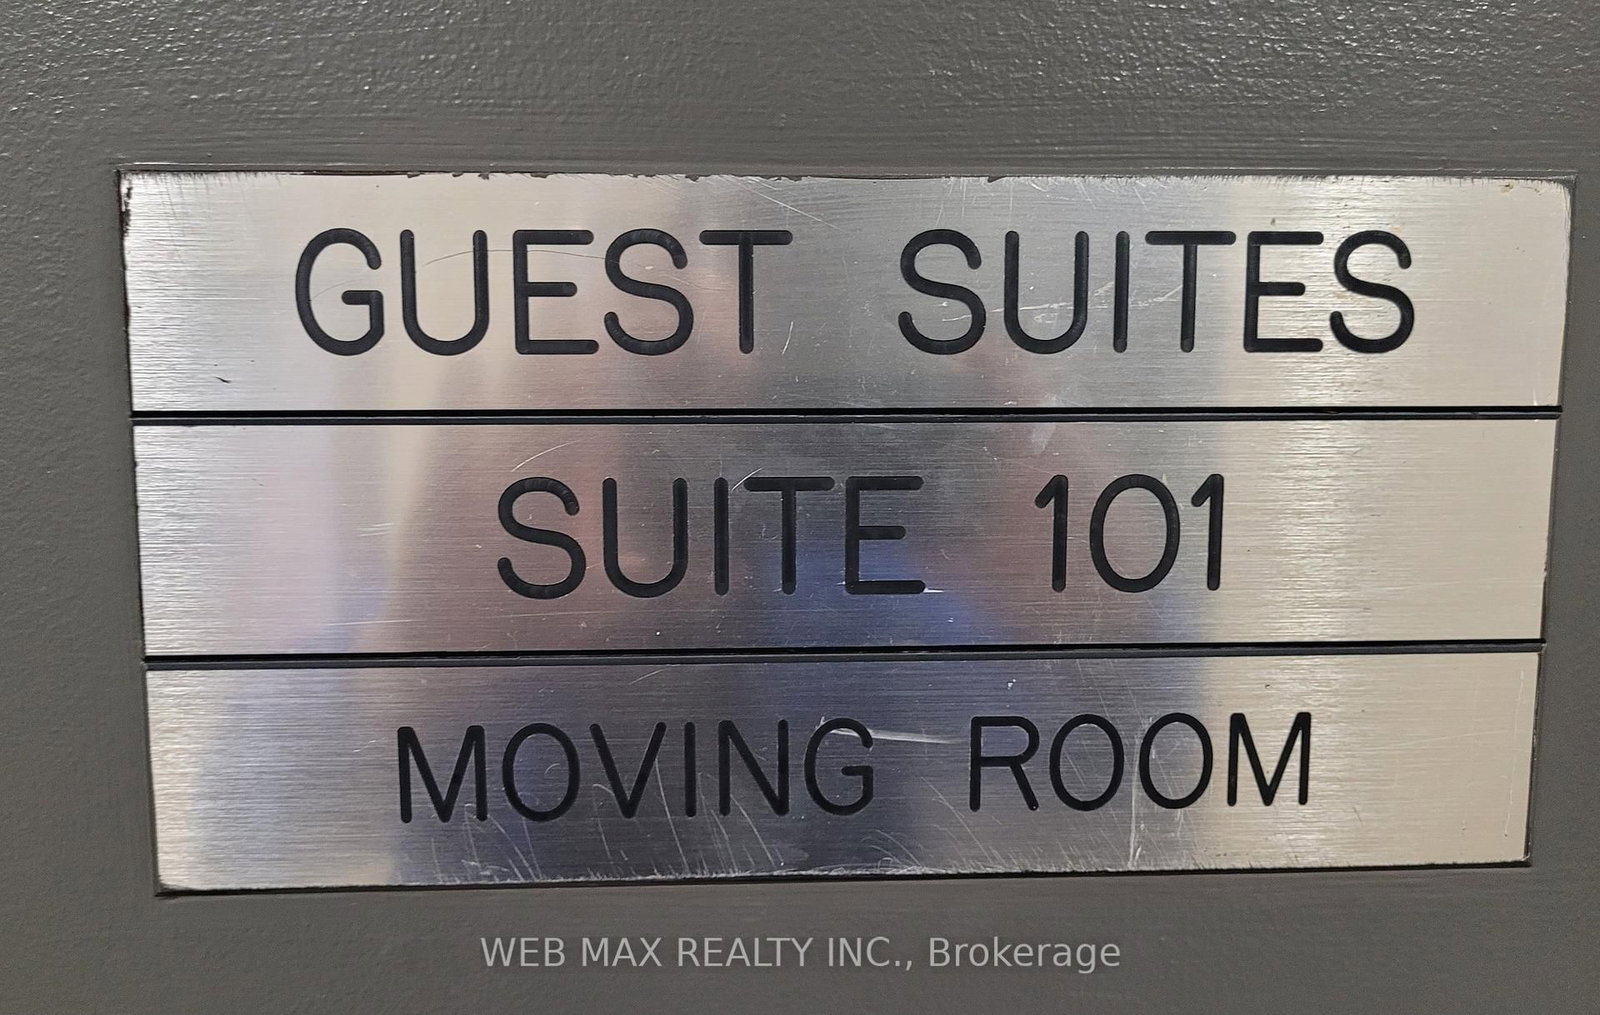 GUEST SUITES
SUITE 101
MOVING ROOM
WEB MAX REALTY INC., Brokerage